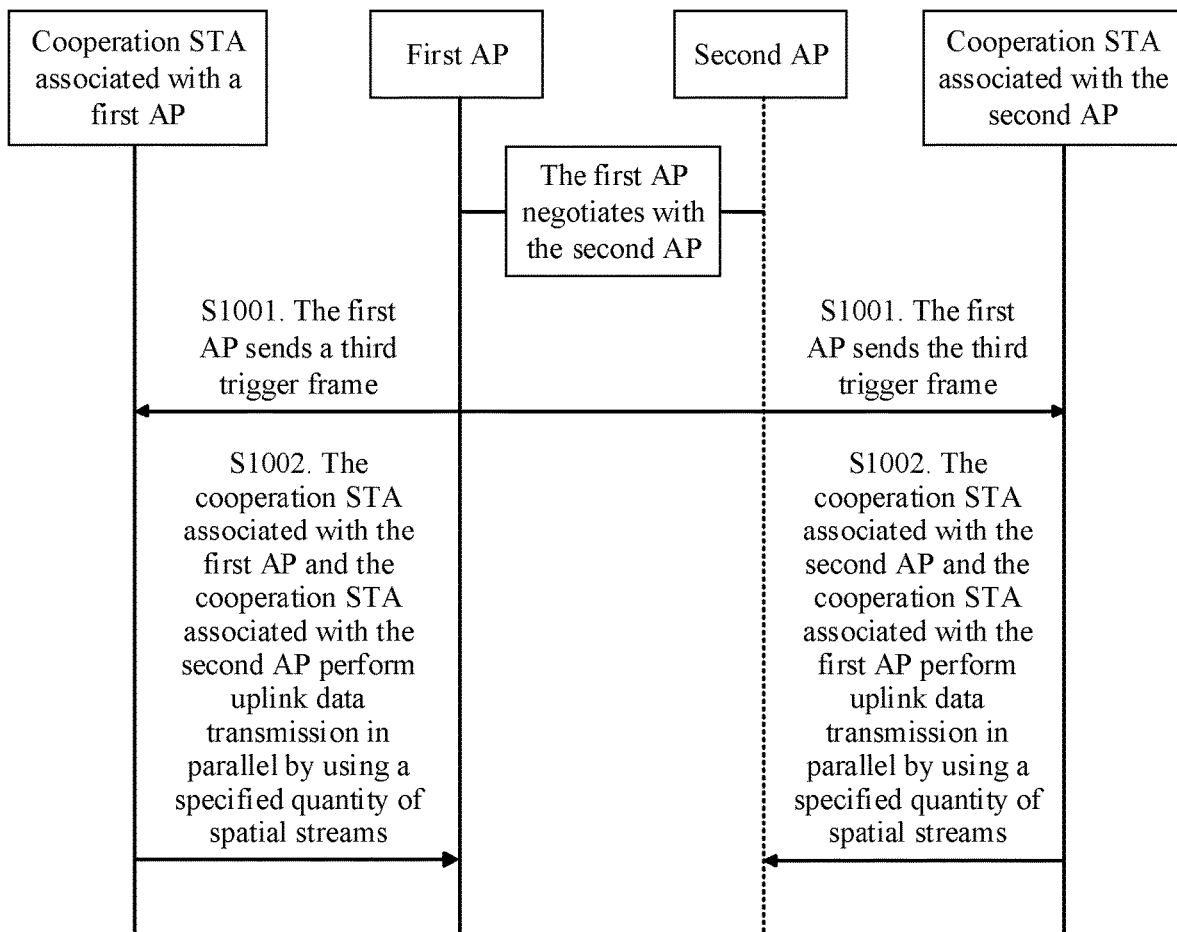 Cooperation STA
associated with a
first AP
First AP
Second AP
Cooperation STA
associated with the
second AP
The first AP
negotiates with
the second AP
S1001. The first
AP sends a third
trigger frame
S1001. The first
AP sends the third
trigger frame
S1002. The
cooperation STA
associated with the
first AP and the
cooperation STA
associated with the
second AP perform
uplink data
transmission in
parallel by using a
specified quantity of
spatial streams
S1002. The
cooperation STA
associated with the
second AP and the
cooperation STA
associated with the
first AP perform
uplink data
transmission in
parallel by using a
specified quantity of
spatial streams